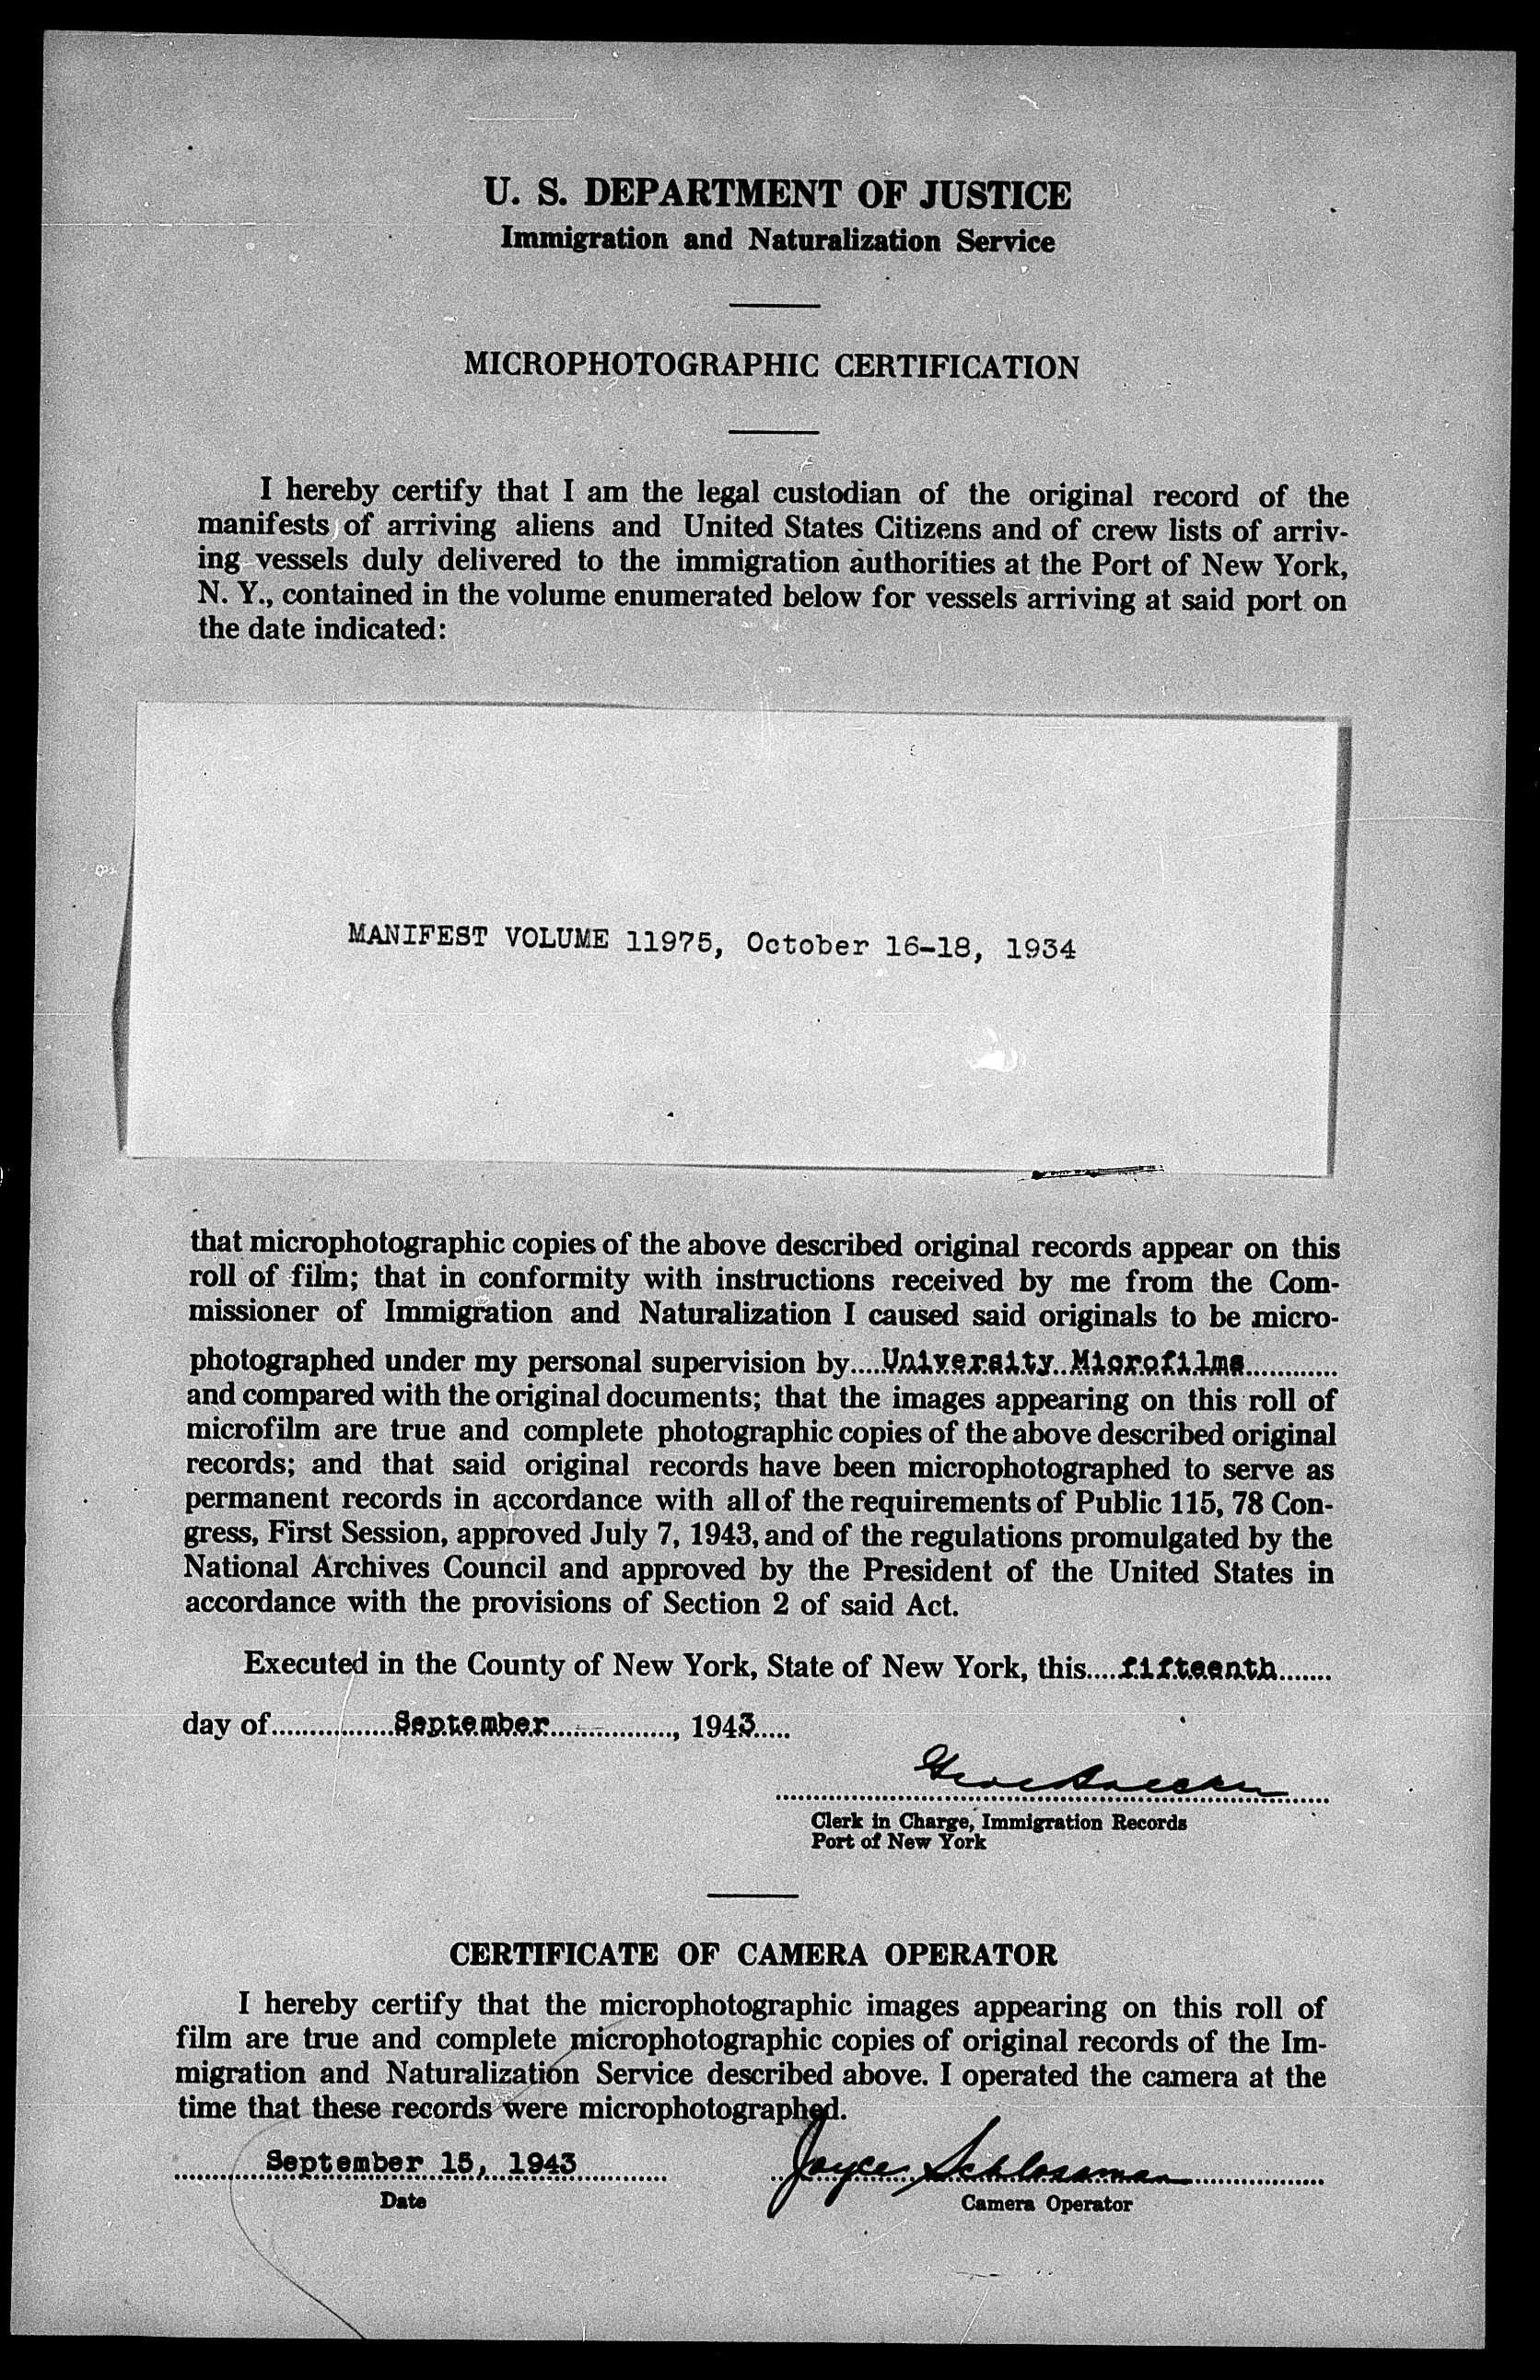 U. S. DEPARTMENT OF JUSTICE
Immigration and Naturalization Service
MICROPHOTOGRAPHIC CERTIFICATION
I hereby certify that I am the legal custodian of the original record of the
manifests of arriving aliens and United States Citizens and of crew lists of arriv-
ing vessels duly delivered to the immigration authorities at the Port of New York,
N. Y., contained in the volume enumerated below for vessels arriving at said port on
the date indicated:
MANIFEST VOLUME 11975, October 16-18, 1934
that microphotographic copies of the above described original records appear on this
roll of film; that in conformity with instructions received by me from the Com-
missioner of Immigration and Naturalization I caused said originals to be micro-
photographed under my personal supervision by....University Microfilms............
and compared with the original documents; that the images appearing on this roll of
microfilm are true and complete photographic copies of the above described original
records; and that said original records have been microphotographed to serve as
permanent records in accordance with all of the requirements of Public 115, 78 Con-
gress, First Session, approved July 7, 1943, and of the regulations promulgated by the
National Archives Council and approved by the President of the United States in
accordance with the provisions of Section 2 of said Act.
Executed in the County of New York, State of New York, this....fifteenth.......
day of................September................, 1943.....
Clerk in Charge, Immigration Records
Port of New York
CERTIFICATE OF CAMERA OPERATOR
I hereby certify that the microphotographic images appearing on this roll of
film are true and complete microphotographic copies of original records of the Im-
migration and Naturalization Service described above. I operated the camera at the
time that these records were microphotographed.
September 15, 1943 Joyce Schlossman
Date Camera Operator